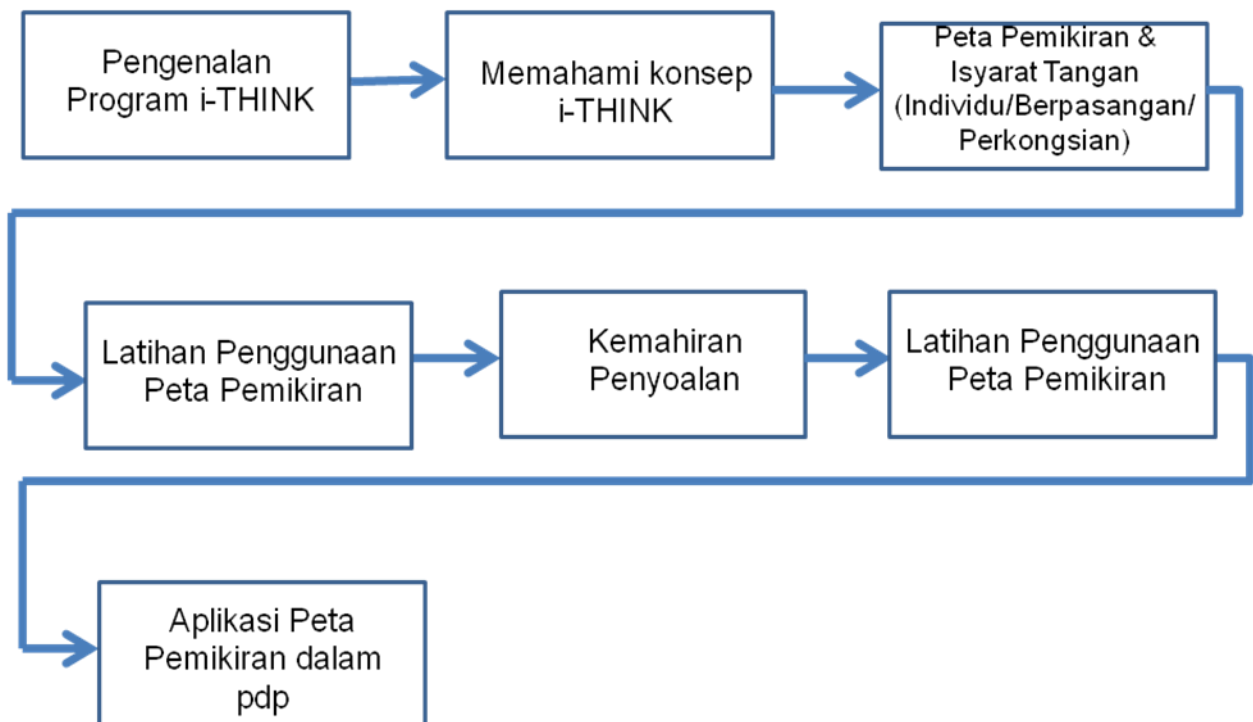 Pengenalan
Program i-THINK
Memahami konsep
i-THINK
Peta Pemikiran &
Isyarat Tangan
(Individu/Berpasangan/
Perkongsian)
Latihan Penggunaan
Peta Pemikiran
Kemahiran
Penyoalan
Latihan Penggunaan
Peta Pemikiran
Aplikasi Peta
Pemikiran dalam
pdp